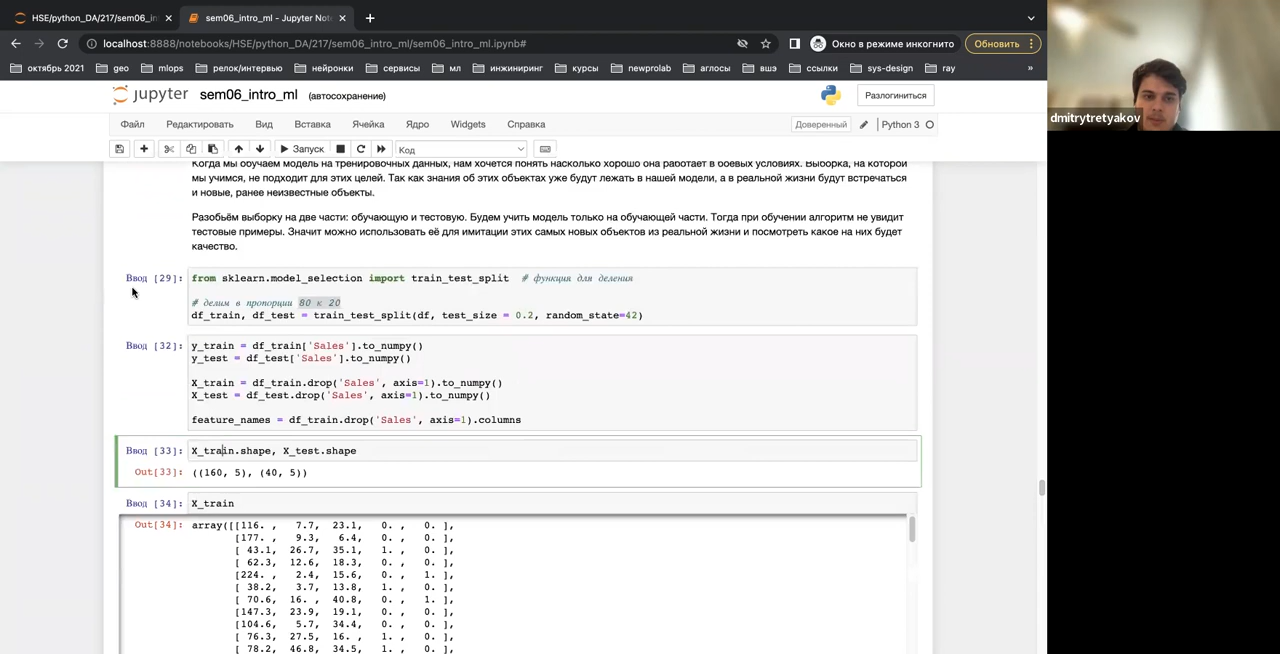 HSE/python_DA/217/sem06_in
sem06_intro_ml - Jupyter Not
localhost:8888/notebooks/HSE/python_DA/217/sem06_intro_ml/sem06_intro_ml.ipynb#
Окно в режиме инкогнито
Обновить
октябрь 2021 geo mlops релок/интервью нейронки сервисы мл инжиниринг курсы newprolab аглосы вшэ ссылки sys-design ray »
jupyter sem06_intro_ml (автосохранение)
Разлогиниться
Файл Редактировать Вид Вставка Ячейка Ядро Widgets Справка
Доверенный Python 3
Запуск Код
Когда мы обучаем модель на тренировочных данных, нам хочется понять насколько хорошо она работает в боевых условиях. Выборка, на которой
мы учимся, не подходит для этих целей. Так как знания об этих объектах уже будут лежать в нашей модели, а в реальной жизни будут встречаться
и новые, ранее неизвестные объекты.
Разобьём выборку на две части: обучающую и тестовую. Будем учить модель только на обучающей части. Тогда при обучении алгоритм не увидит
тестовые примеры. Значит можно использовать её для имитации этих самых новых объектов из реальной жизни и посмотреть какое на них будет
качество.
Ввод [29]: from sklearn.model_selection import train_test_split # функция для деления
# делим в пропорции 80 к 20
df_train, df_test = train_test_split(df, test_size = 0.2, random_state=42)
Ввод [32]: y_train = df_train['Sales'].to_numpy()
y_test = df_test['Sales'].to_numpy()
X_train = df_train.drop('Sales', axis=1).to_numpy()
X_test = df_test.drop('Sales', axis=1).to_numpy()
feature_names = df_train.drop('Sales', axis=1).columns
Ввод [33]: X_train.shape, X_test.shape
Out[33]: ((160, 5), (40, 5))
Ввод [34]: X_train
Out[34]: array([[116. , 7.7, 23.1, 0. , 0. ],
[177. , 9.3, 6.4, 0. , 0. ],
[ 43.1, 26.7, 35.1, 1. , 0. ],
[ 62.3, 12.6, 18.3, 0. , 0. ],
[224. , 2.4, 15.6, 0. , 1. ],
[ 38.2, 3.7, 13.8, 1. , 0. ],
[ 70.6, 16. , 40.8, 0. , 1. ],
[147.3, 23.9, 19.1, 0. , 0. ],
[104.6, 5.7, 34.4, 0. , 0. ],
[ 76.3, 27.5, 16. , 1. , 0. ],
[ 78.2, 46.8, 34.5, 1. , 0. ],
dmitrytretyakov